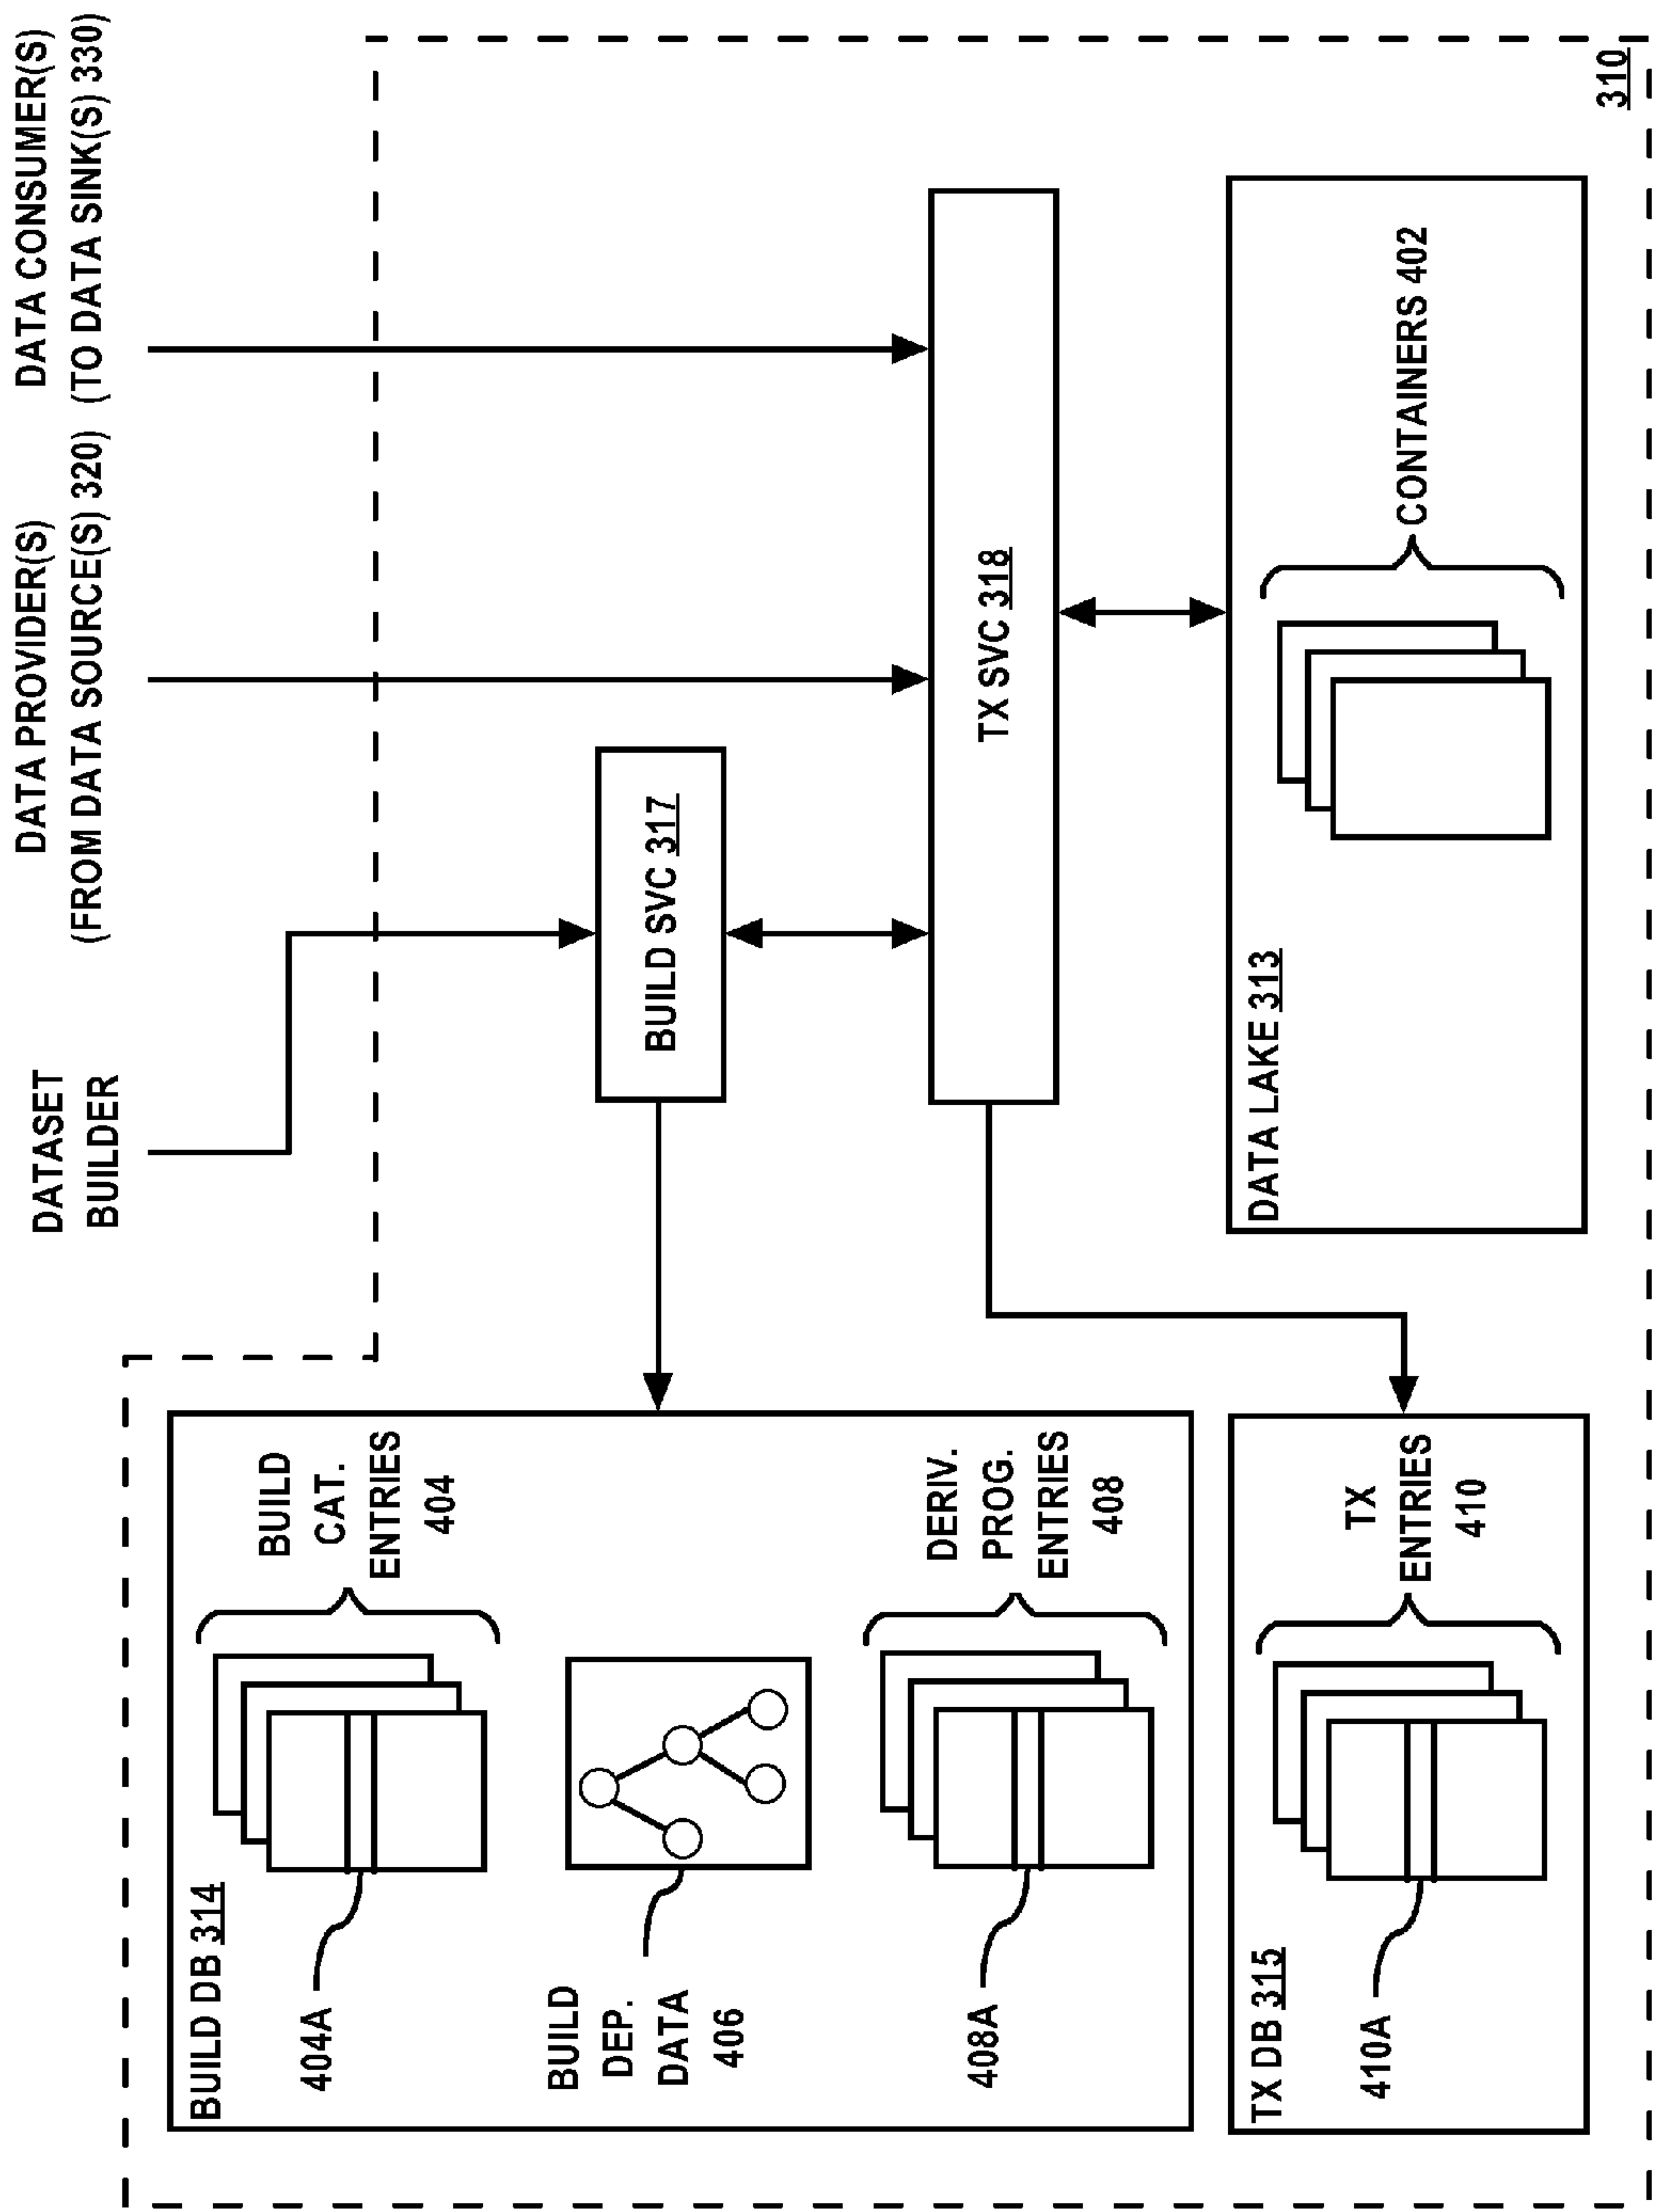 DATASET
BUILDER
DATA PROVIDER(S)
(FROM DATA SOURCE(S) 320)
DATA CONSUMER(S)
(TO DATA SINK(S) 330)
BUILD DB 314
404A
BUILD
CAT.
ENTRIES
404
BUILD
DEP.
DATA
406
408A
DERIV.
PROG.
ENTRIES
408
BUILD SVC 317
TX SVC 318
TX DB 315
410A
TX
ENTRIES
410
DATA LAKE 313
CONTAINERS 402
310